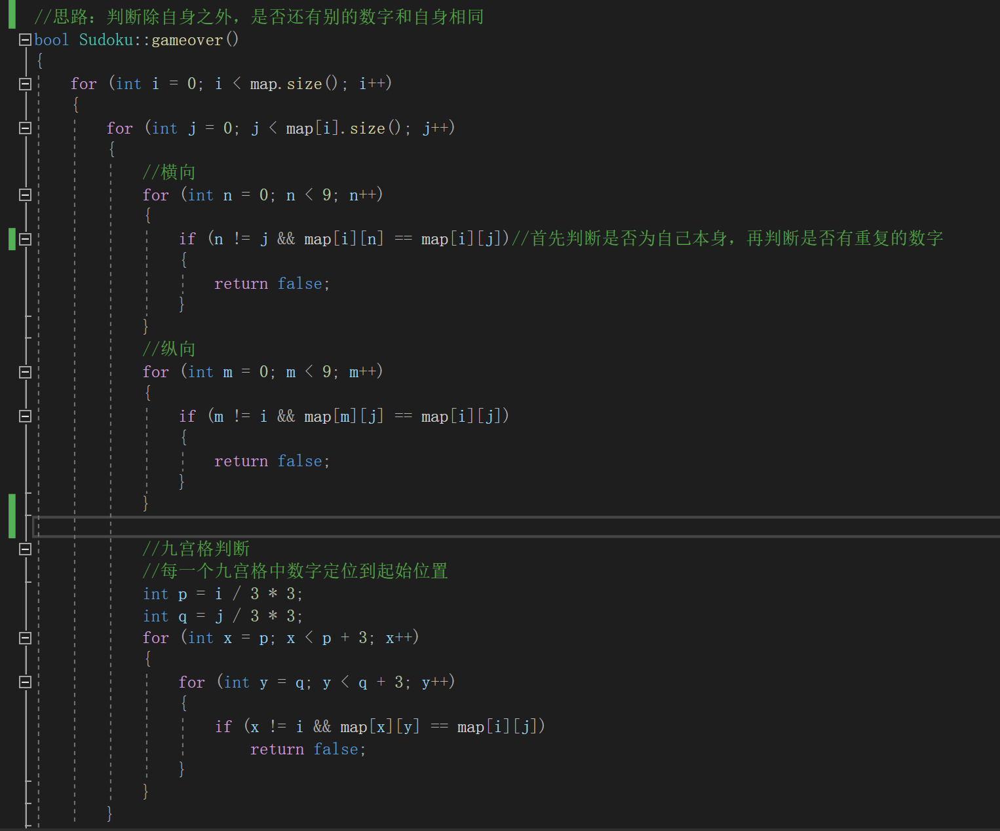 //思路：判断除自身之外，是否还有别的数字和自身相同
bool Sudoku::gameover()
{
    for (int i = 0; i < map.size(); i++)
    {
        for (int j = 0; j < map[i].size(); j++)
        {
            //横向
            for (int n = 0; n < 9; n++)
            {
                if (n != j && map[i][n] == map[i][j])//首先判断是否为自己本身，再判断是否有重复的数字
                {
                    return false;
                }
            }
            //纵向
            for (int m = 0; m < 9; m++)
            {
                if (m != i && map[m][j] == map[i][j])
                {
                    return false;
                }
            }
            //九宫格判断
            //每一个九宫格中数字定位到起始位置
            int p = i / 3 * 3;
            int q = j / 3 * 3;
            for (int x = p; x < p + 3; x++)
            {
                for (int y = q; y < q + 3; y++)
                {
                    if (x != i && map[x][y] == map[i][j])
                        return false;
                }
            }
        }